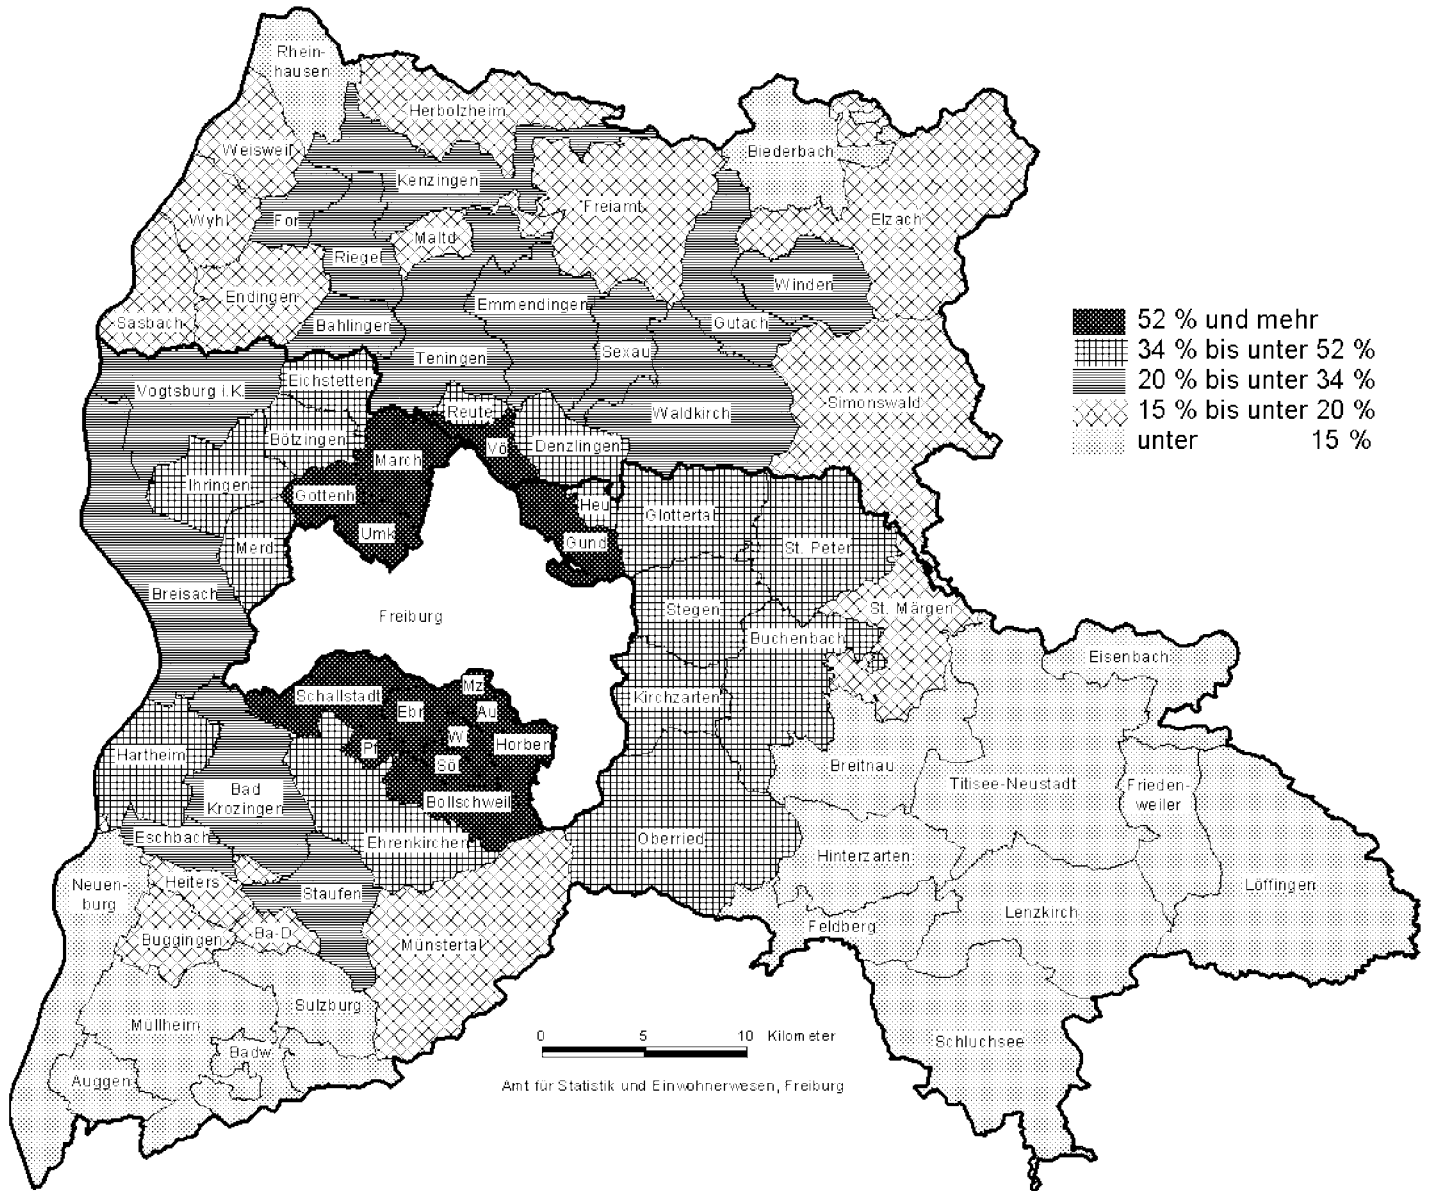 Rhein-
hausen
Herbolzheim
Weisweil
Biederbach
Kenzingen
Wyhl
For
Freiamt
Elzach
Maltd
Riegel
Endingen
Winden
Emmendingen
Sasbach
Bahlingen
Gutach
Teningen
Sexau
52 % und mehr
34 % bis unter 52 %
20 % bis unter 34 %
15 % bis unter 20 %
unter 15 %
Vogtsburg i.K.
Eichstetten
Reute
Waldkirch
Simonswald
Bötzingen
Vö
Denzlingen
March
Ihringen
Gottenh
Heu
Glottertal
Umk
Gund
Merd
St. Peter
Breisach
Freiburg
Stegen
St. Märgen
Buchenbach
Eisenbach
Schallstadt
Mz
Kirchzarten
Ebr
Au
Pf
W
Horben
Hartheim
Söl
Breitnau
Titisee-Neustadt
Frieden-
weiler
Bad
Krozingen
Bollschweil
Eschbach
Ehrenkirchen
Oberried
Hinterzarten
Neuen-
burg
Heiters
Staufen
Löffingen
Lenzkirch
Feldberg
Buggingen
Ba-D
Münstertal
Sulzburg
Müllheim
Badw
Auggen
Schluchsee
0 5 10 Kilometer
Amt für Statistik und Einwohnerwesen, Freiburg